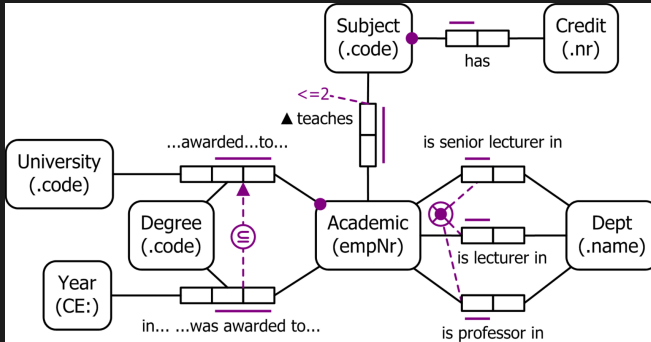 Subject
(.code)
Credit
(.nr)
has
<=2
▲ teaches
...awarded...to...
is senior lecturer in
University
(.code)
Degree
(.code)
Academic
(empNr)
Dept
(.name)
is lecturer in
Year
(CE:)
in... ...was awarded to...
is professor in